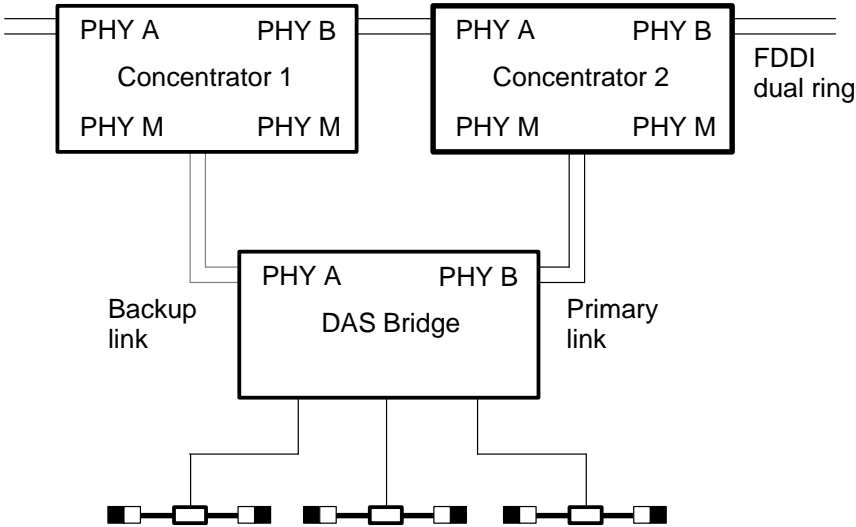 PHY A PHY B
Concentrator 1
PHY M PHY M
PHY A PHY B
Concentrator 2
PHY M PHY M
FDDI
dual ring
PHY A PHY B
DAS Bridge
Backup
link
Primary
link